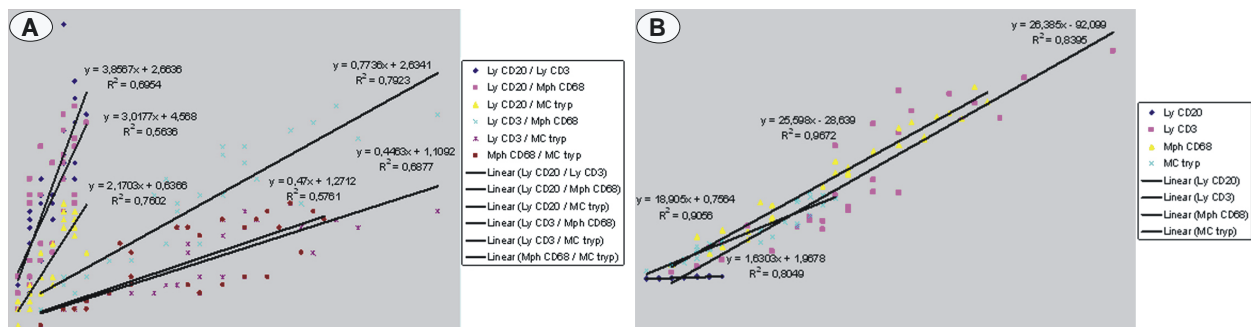 A
y = 3,8567x + 2,6636
R² = 0,6954
y = 3,0177x + 4,568
R² = 0,5636
y = 2,1703x + 0,6366
R² = 0,7602
y = 0,7736x + 2,6341
R² = 0,7923
y = 0,4463x + 1,1092
R² = 0,6877
y = 0,47x + 1,2712
R² = 0,5761
Ly CD20 / Ly CD3
Ly CD20 / Mph CD68
Ly CD20 / MC tryp
Ly CD3 / Mph CD68
Ly CD3 / MC tryp
Mph CD68 / MC tryp
Linear (Ly CD20 / Ly CD3)
Linear (Ly CD20 / Mph CD68)
Linear (Ly CD20 / MC tryp)
Linear (Ly CD3 / Mph CD68)
Linear (Ly CD3 / MC tryp)
Linear (Mph CD68 / MC tryp)
B
y = 26,385x - 92,099
R² = 0,8395
y = 25,598x - 28,639
R² = 0,9672
y = 18,905x + 0,7564
R² = 0,9056
y = 1,6303x + 1,9678
R² = 0,8049
Ly CD20
Ly CD3
Mph CD68
MC tryp
Linear (Ly CD20)
Linear (Ly CD3)
Linear (Mph CD68)
Linear (MC tryp)